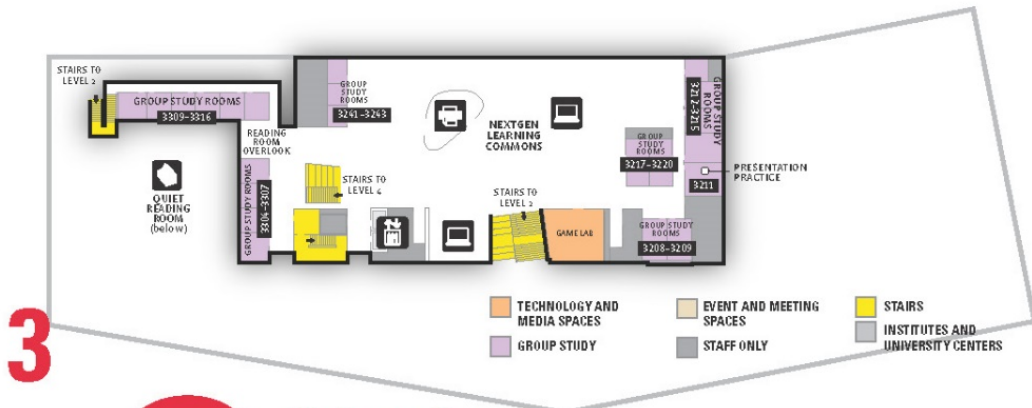 STAIRS TO
LEVEL 2
GROUP STUDY ROOMS
3309-3316
GROUP
STUDY
ROOMS
3241-3243
READING
ROOM
OVERLOOK
NEXTGEN
LEARNING
COMMONS
GROUP STUDY ROOMS
3212-3215
GROUP
STUDY
ROOMS
3217-3220
PRESENTATION
PRACTICE
3211
QUIET
READING
ROOM
(below)
GROUP STUDY ROOMS
3304-3307
STAIRS TO
LEVEL 4
STAIRS TO
LEVEL 2
GAME LAB
GROUP STUDY
ROOMS
3208-3209
3
TECHNOLOGY AND
MEDIA SPACES
GROUP STUDY
EVENT AND MEETING
SPACES
STAFF ONLY
STAIRS
INSTITUTES AND
UNIVERSITY CENTERS